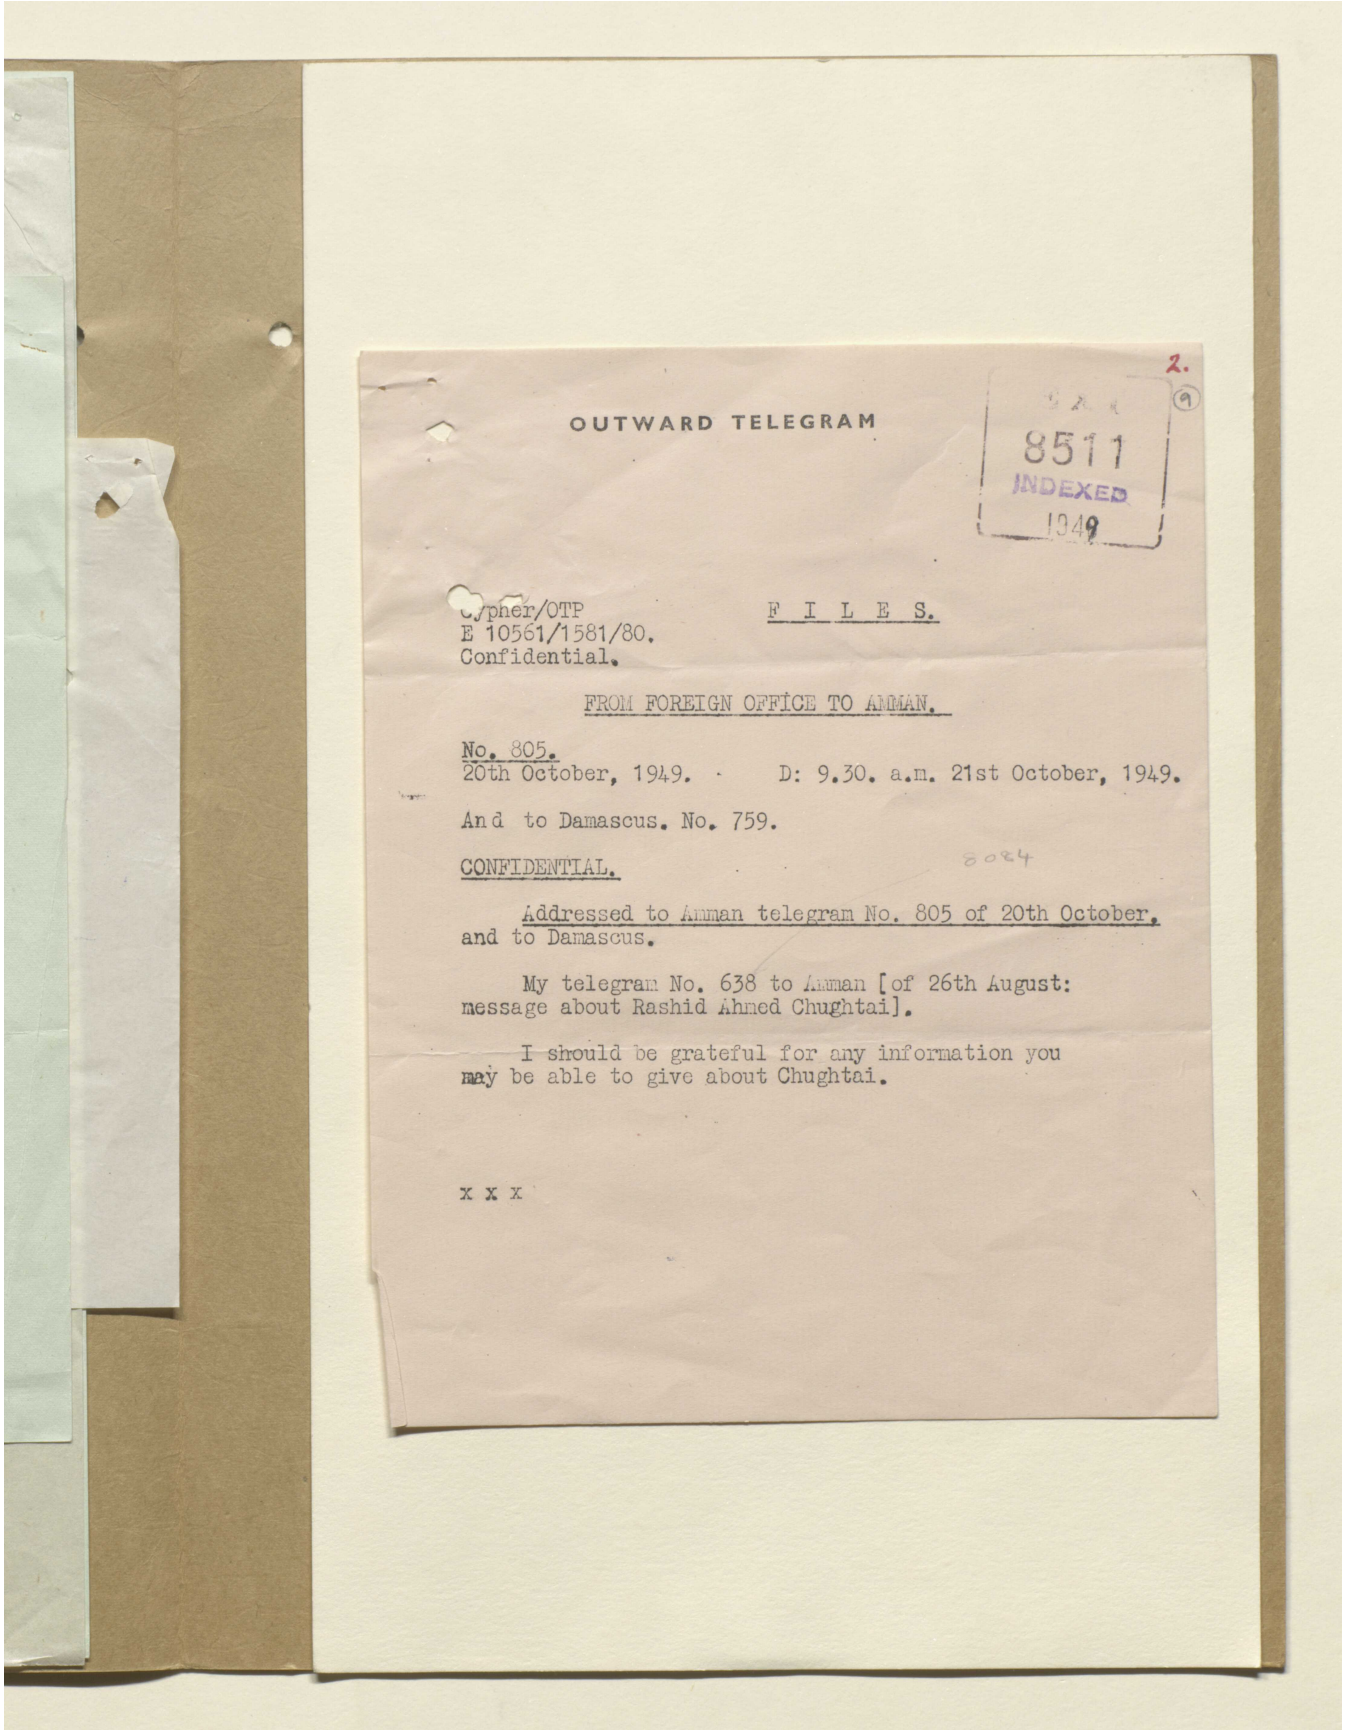 2.
9
OUTWARD TELEGRAM
8511
INDEXED
1949
Cypher/OTP
F I L E S.
E 10561/1581/80.
Confidential.
FROM FOREIGN OFFICE TO AMMAN.
No. 805.
20th October, 1949. D: 9.30. a.m. 21st October, 1949.
And to Damascus. No. 759.
8084
CONFIDENTIAL.
Addressed to Amman telegram No. 805 of 20th October,
and to Damascus.
My telegram No. 638 to Amman [of 26th August:
message about Rashid Ahmed Chughtai].
I should be grateful for any information you
may be able to give about Chughtai.
x x x